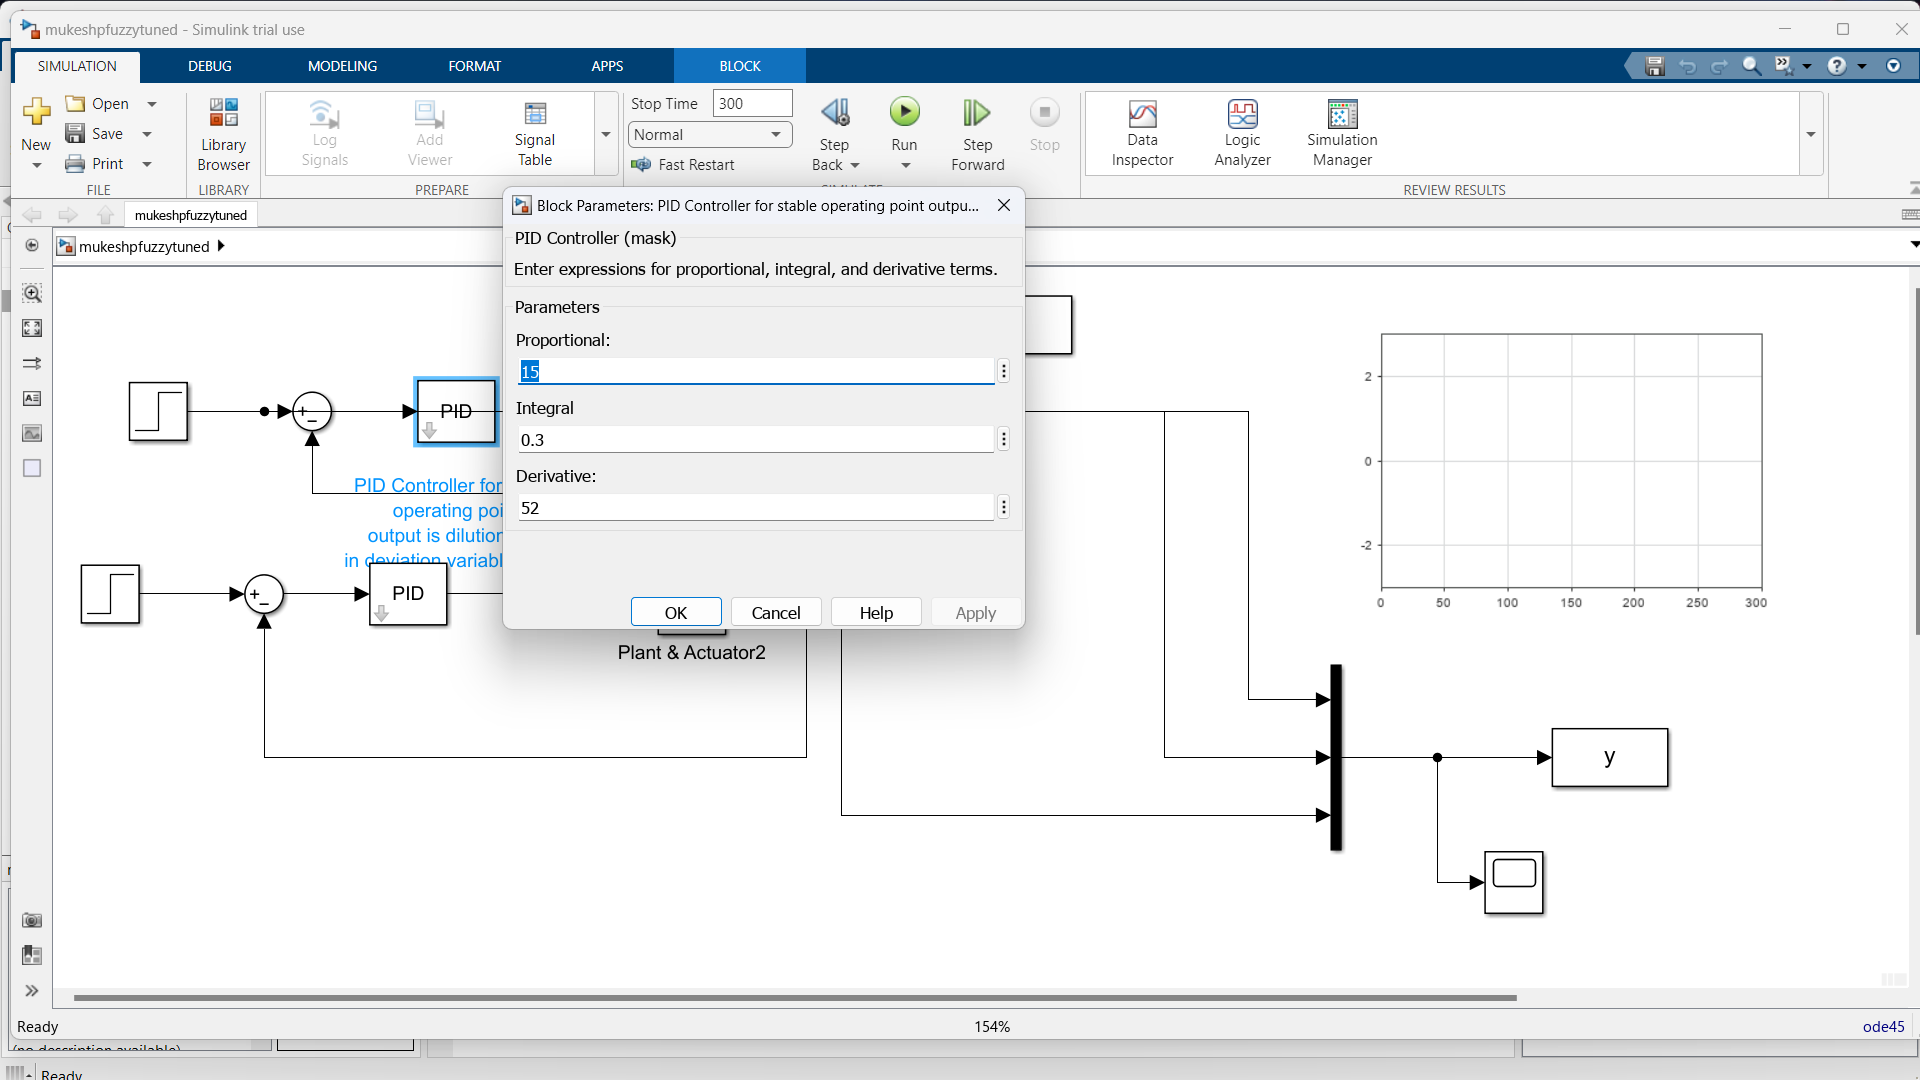 mukeshpfuzzytuned - Simulink trial use
SIMULATION DEBUG MODELING FORMAT APPS BLOCK
New
Open
Save
Print
FILE
Library
Browser
LIBRARY
Log
Signals
Add
Viewer
Signal
Table
PREPARE
Stop Time 300
Normal
Fast Restart
Step
Back
Run
Step
Forward
Stop
Data
Inspector
Logic
Analyzer
Simulation
Manager
REVIEW RESULTS
mukeshpfuzzytuned
mukeshpfuzzytuned
Block Parameters: PID Controller for stable operating point outpu...
PID Controller (mask)
Enter expressions for proportional, integral, and derivative terms.
Parameters
Proportional:
15
Integral
0.3
Derivative:
52
OK Cancel Help Apply
PID
PID Controller for
operating poi
output is dilution
in deviation variabl
PID
Plant & Actuator2
2
0
-2
0 50 100 150 200 250 300
y
Ready 154% ode45
(no description available)
Ready